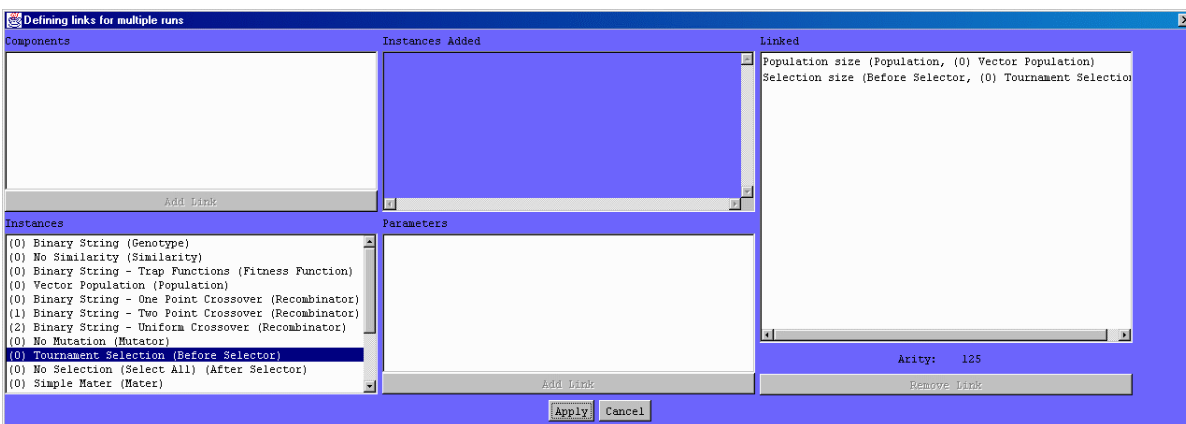 Defining links for multiple runs
Components
Instances Added
Linked
Population size (Population, (0) Vector Population)
Selection size (Before Selector, (0) Tournament Selection
Add Link
Instances
Parameters
(0) Binary String (Genotype)
(0) No Similarity (Similarity)
(0) Binary String - Trap Functions (Fitness Function)
(0) Vector Population (Population)
(0) Binary String - One Point Crossover (Recombinator)
(1) Binary String - Two Point Crossover (Recombinator)
(2) Binary String - Uniform Crossover (Recombinator)
(0) No Mutation (Mutator)
(0) Tournament Selection (Before Selector)
(0) No Selection (Select All) (After Selector)
(0) Simple Mater (Mater)
Add Link
Arity: 125
Remove Link
Apply Cancel